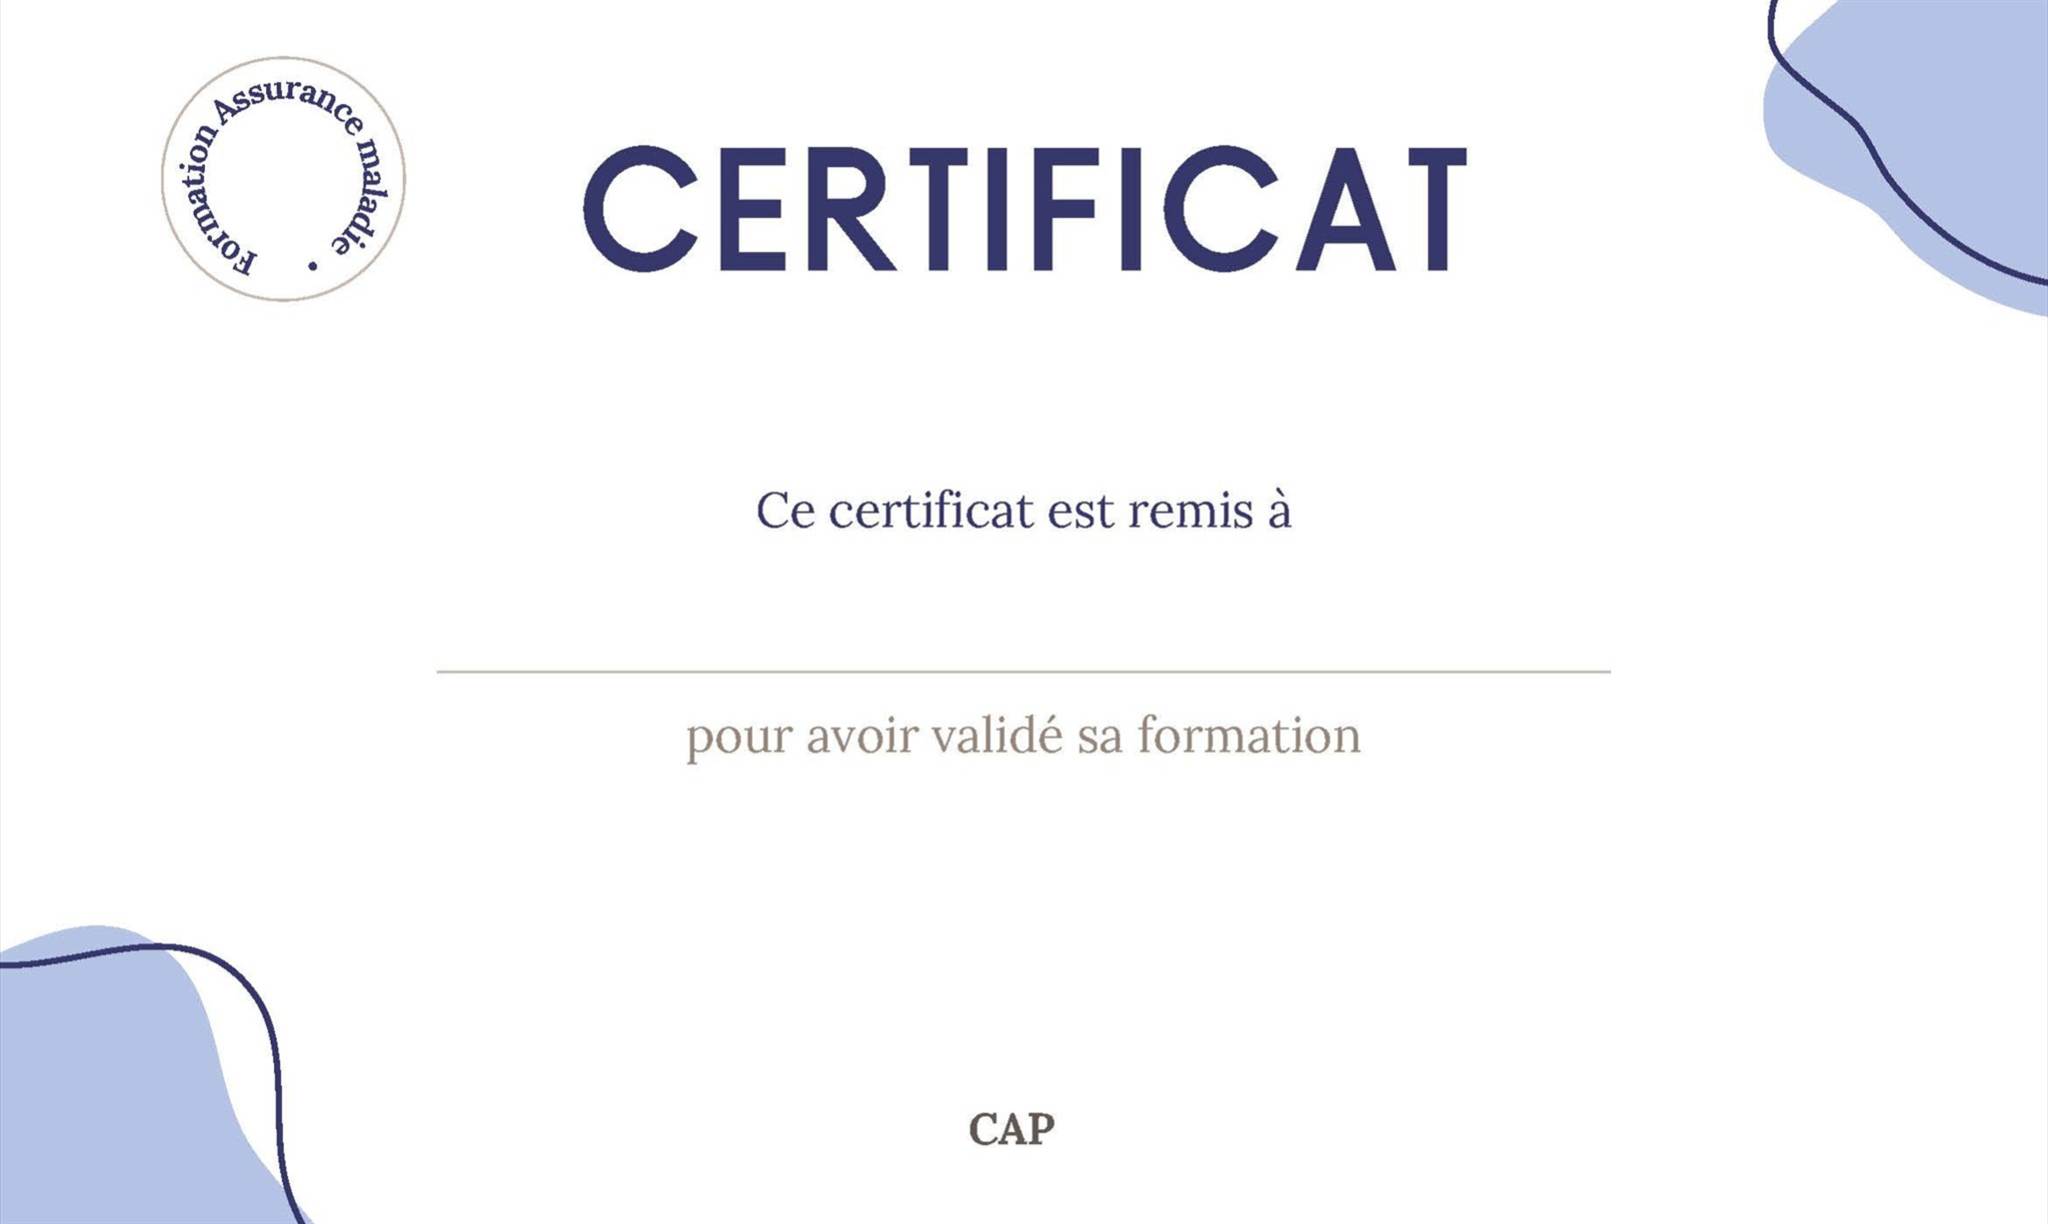 Formation Assurance maladie •
CERTIFICAT
Ce certificat est remis à
pour avoir validé sa formation
CAP